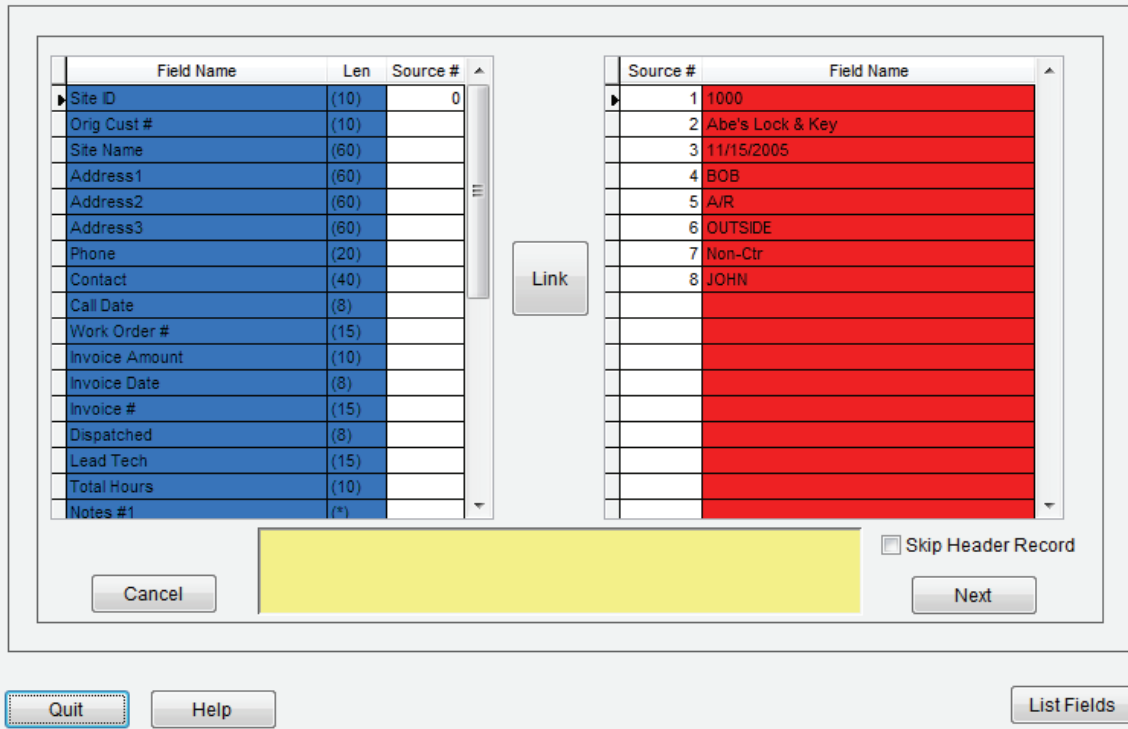 Field Name Len Source #
Site ID (10) 0
Orig Cust # (10)
Site Name (60)
Address1 (60)
Address2 (60)
Address3 (60)
Phone (20)
Contact (40)
Call Date (8)
Work Order # (15)
Invoice Amount (10)
Invoice Date (8)
Invoice # (15)
Dispatched (8)
Lead Tech (15)
Total Hours (10)
Notes #1 (*)
Link
Source # Field Name
1 1000
2 Abe's Lock & Key
3 11/15/2005
4 BOB
5 A/R
6 OUTSIDE
7 Non-Ctr
8 JOHN
Skip Header Record
Cancel
Next
Quit
Help
List Fields